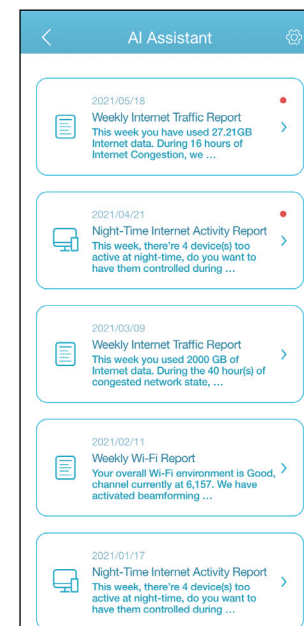 AI Assistant
2021/05/18
Weekly Internet Traffic Report
This week you have used 27.21GB
Internet data. During 16 hours of
Internet Congestion, we ...
2021/04/21
Night-Time Internet Activity Report
This week, there're 4 device(s) too
active at night-time, do you want to
have them controlled during ...
2021/03/09
Weekly Internet Traffic Report
This week you used 2000 GB of
Internet data. During the 40 hour(s) of
congested network state, ...
2021/02/11
Weekly Wi-Fi Report
Your overall Wi-Fi environment is Good,
channel currently at 6,157. We have
activated beamforming ...
2021/01/17
Night-Time Internet Activity Report
This week, there're 4 device(s) too
active at night-time, do you want to
have them controlled during ...